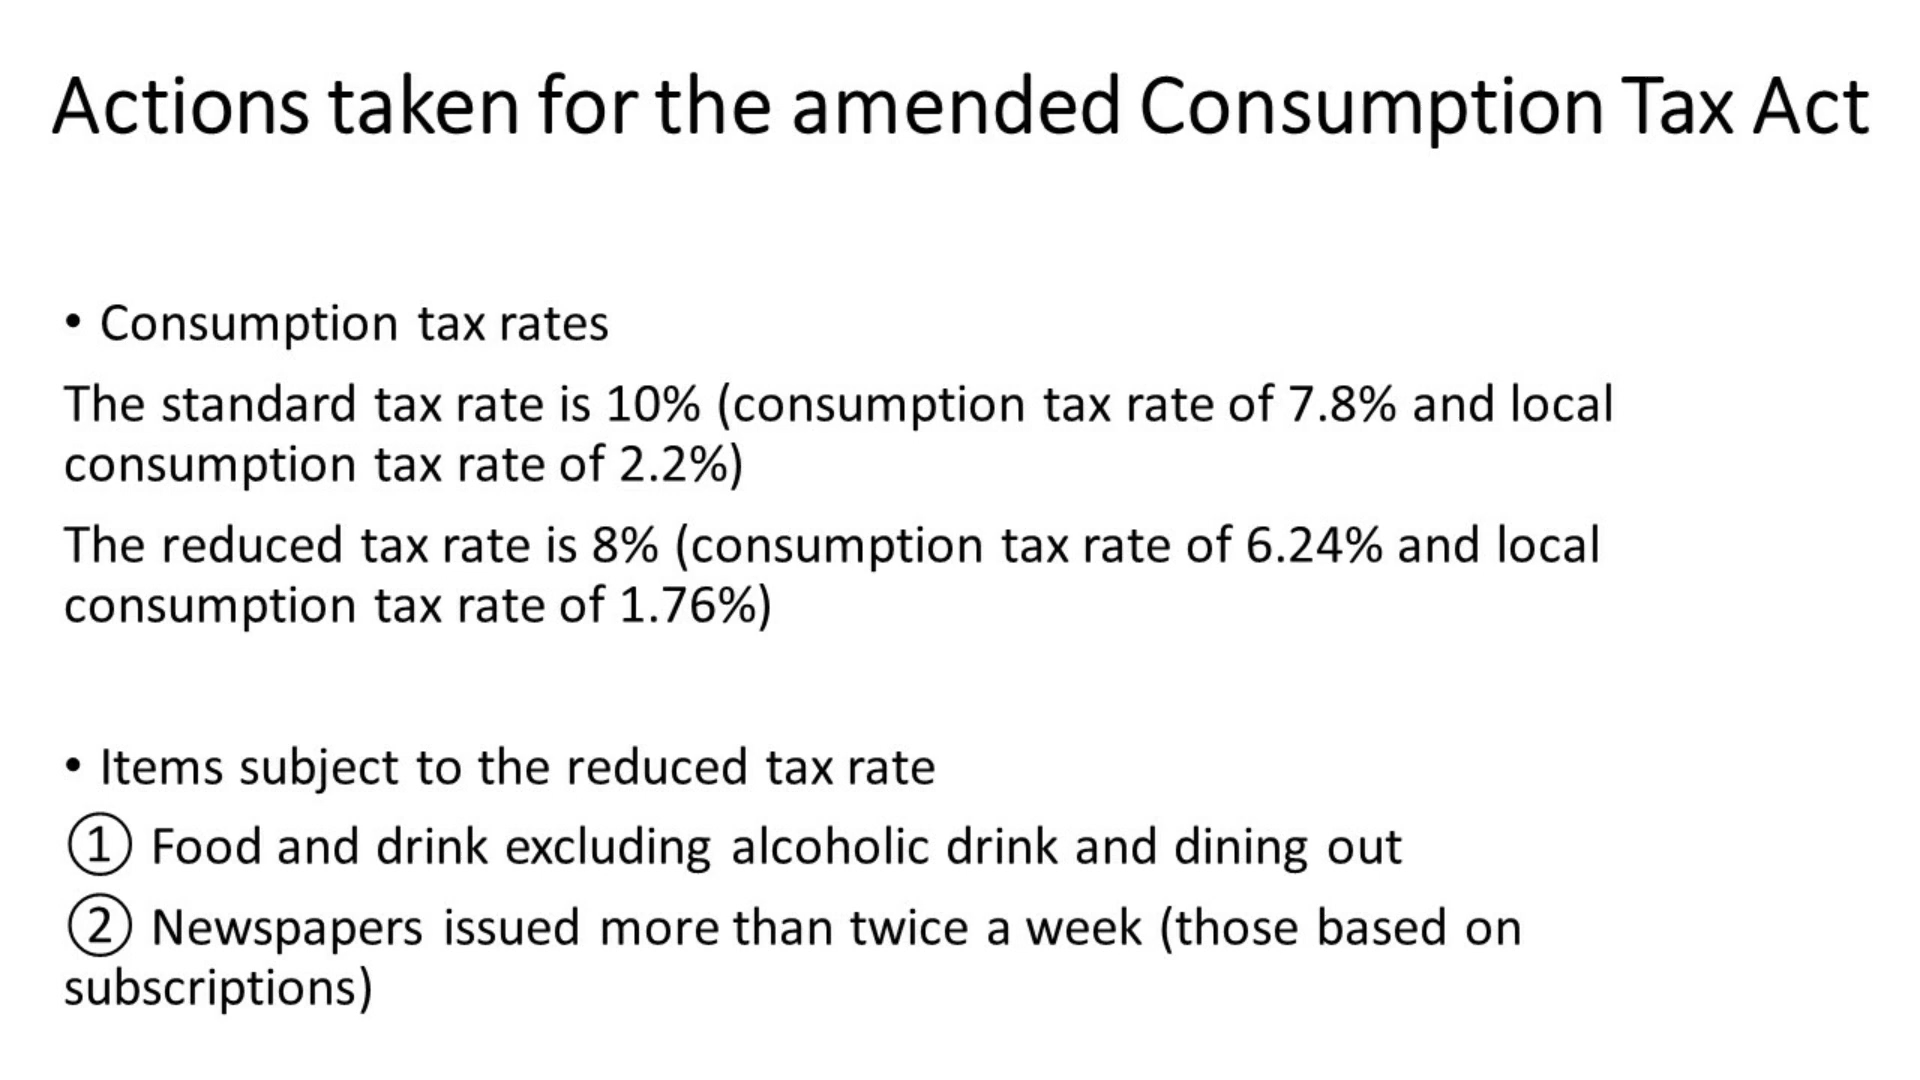 Actions taken for the amended Consumption Tax Act
• Consumption tax rates
The standard tax rate is 10% (consumption tax rate of 7.8% and local
consumption tax rate of 2.2%)
The reduced tax rate is 8% (consumption tax rate of 6.24% and local
consumption tax rate of 1.76%)
• Items subject to the reduced tax rate
① Food and drink excluding alcoholic drink and dining out
② Newspapers issued more than twice a week (those based on
subscriptions)